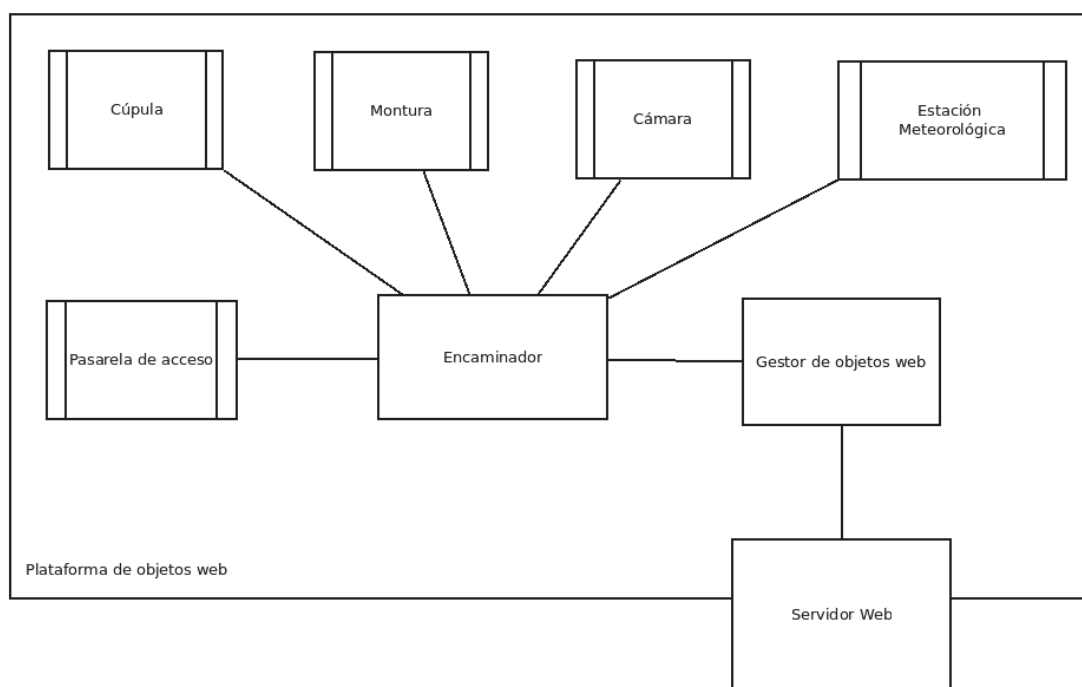 Cúpula
Montura
Cámara
Estación
Meteorológica
Pasarela de acceso
Encaminador
Gestor de objetos web
Plataforma de objetos web
Servidor Web